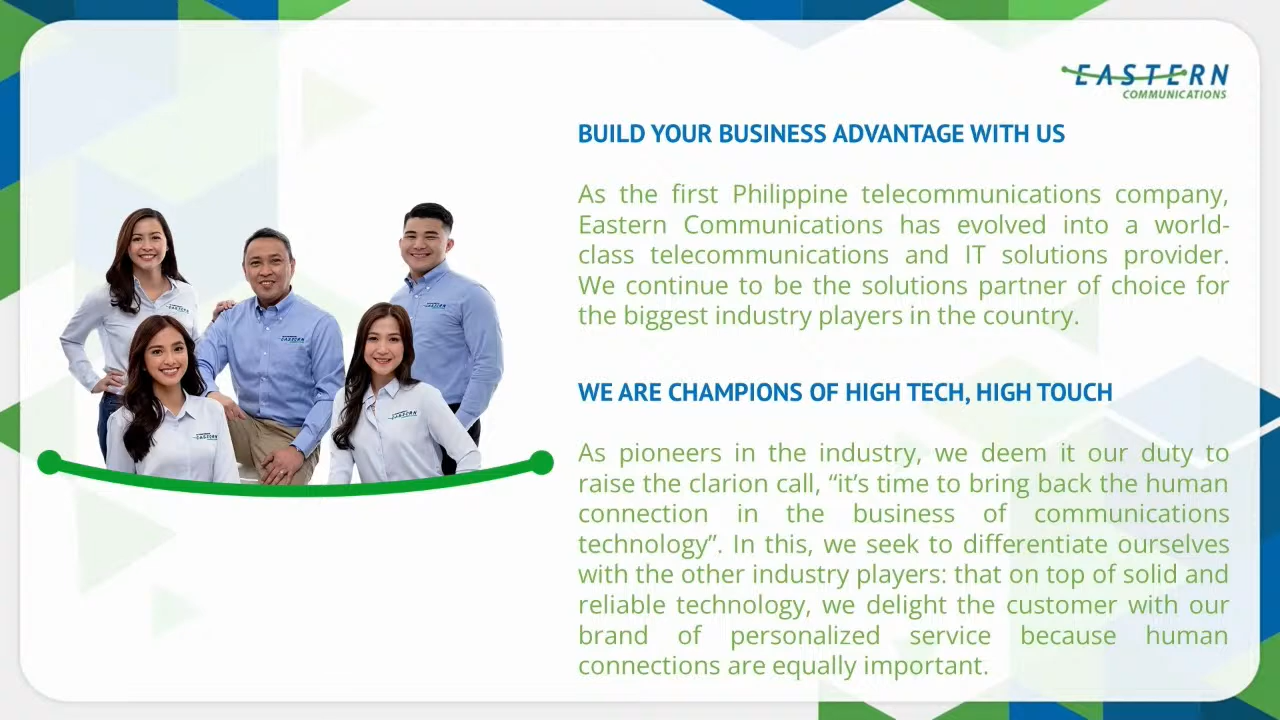 EASTERN
COMMUNICATIONS
BUILD YOUR BUSINESS ADVANTAGE WITH US
As the first Philippine telecommunications company,
Eastern Communications has evolved into a world-
class telecommunications and IT solutions provider.
We continue to be the solutions partner of choice for
the biggest industry players in the country.
WE ARE CHAMPIONS OF HIGH TECH, HIGH TOUCH
As pioneers in the industry, we deem it our duty to
raise the clarion call, “it’s time to bring back the human
connection in the business of communications
technology”. In this, we seek to differentiate ourselves
with the other industry players: that on top of solid and
reliable technology, we delight the customer with our
brand of personalized service because human
connections are equally important.
EASTERN
EASTERN
EASTERN
EASTERN
EASTERN